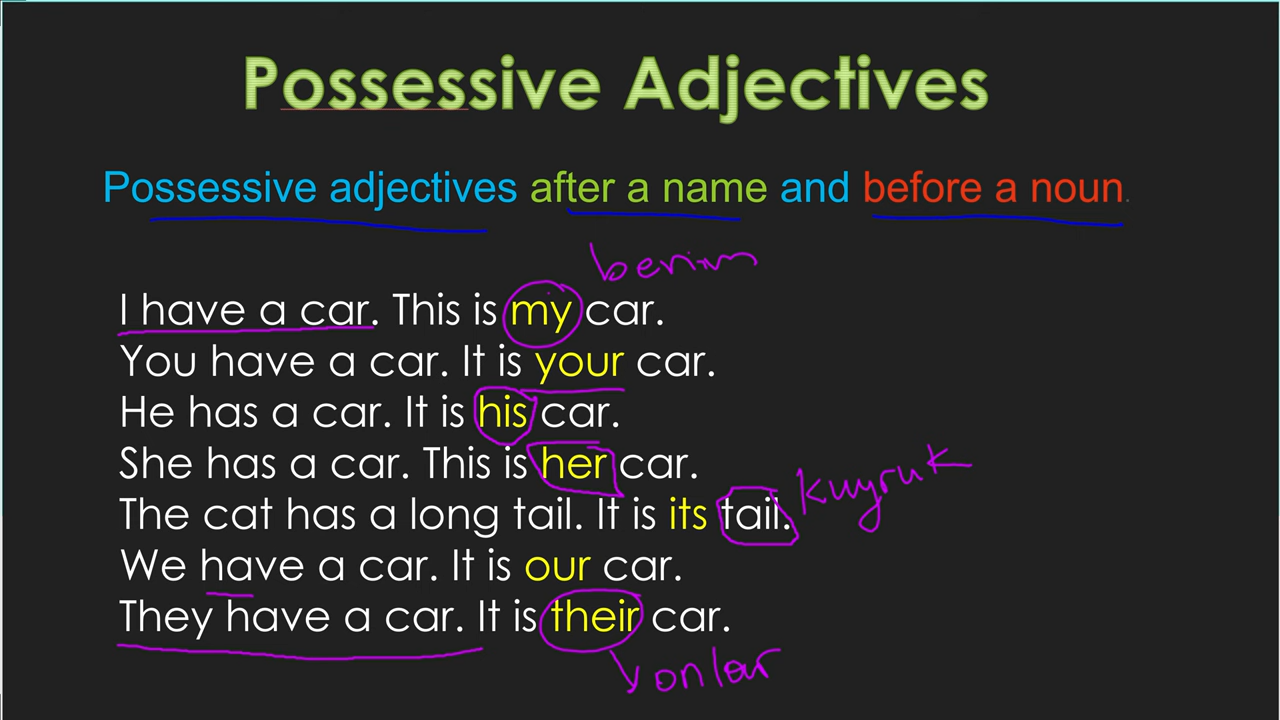 Possessive Adjectives
Possessive adjectives after a name and before a noun.
benim
I have a car. This is my car.
You have a car. It is your car.
He has a car. It is his car.
She has a car. This is her car.
kuyruk
The cat has a long tail. It is its tail.
We have a car. It is our car.
They have a car. It is their car.
onlar